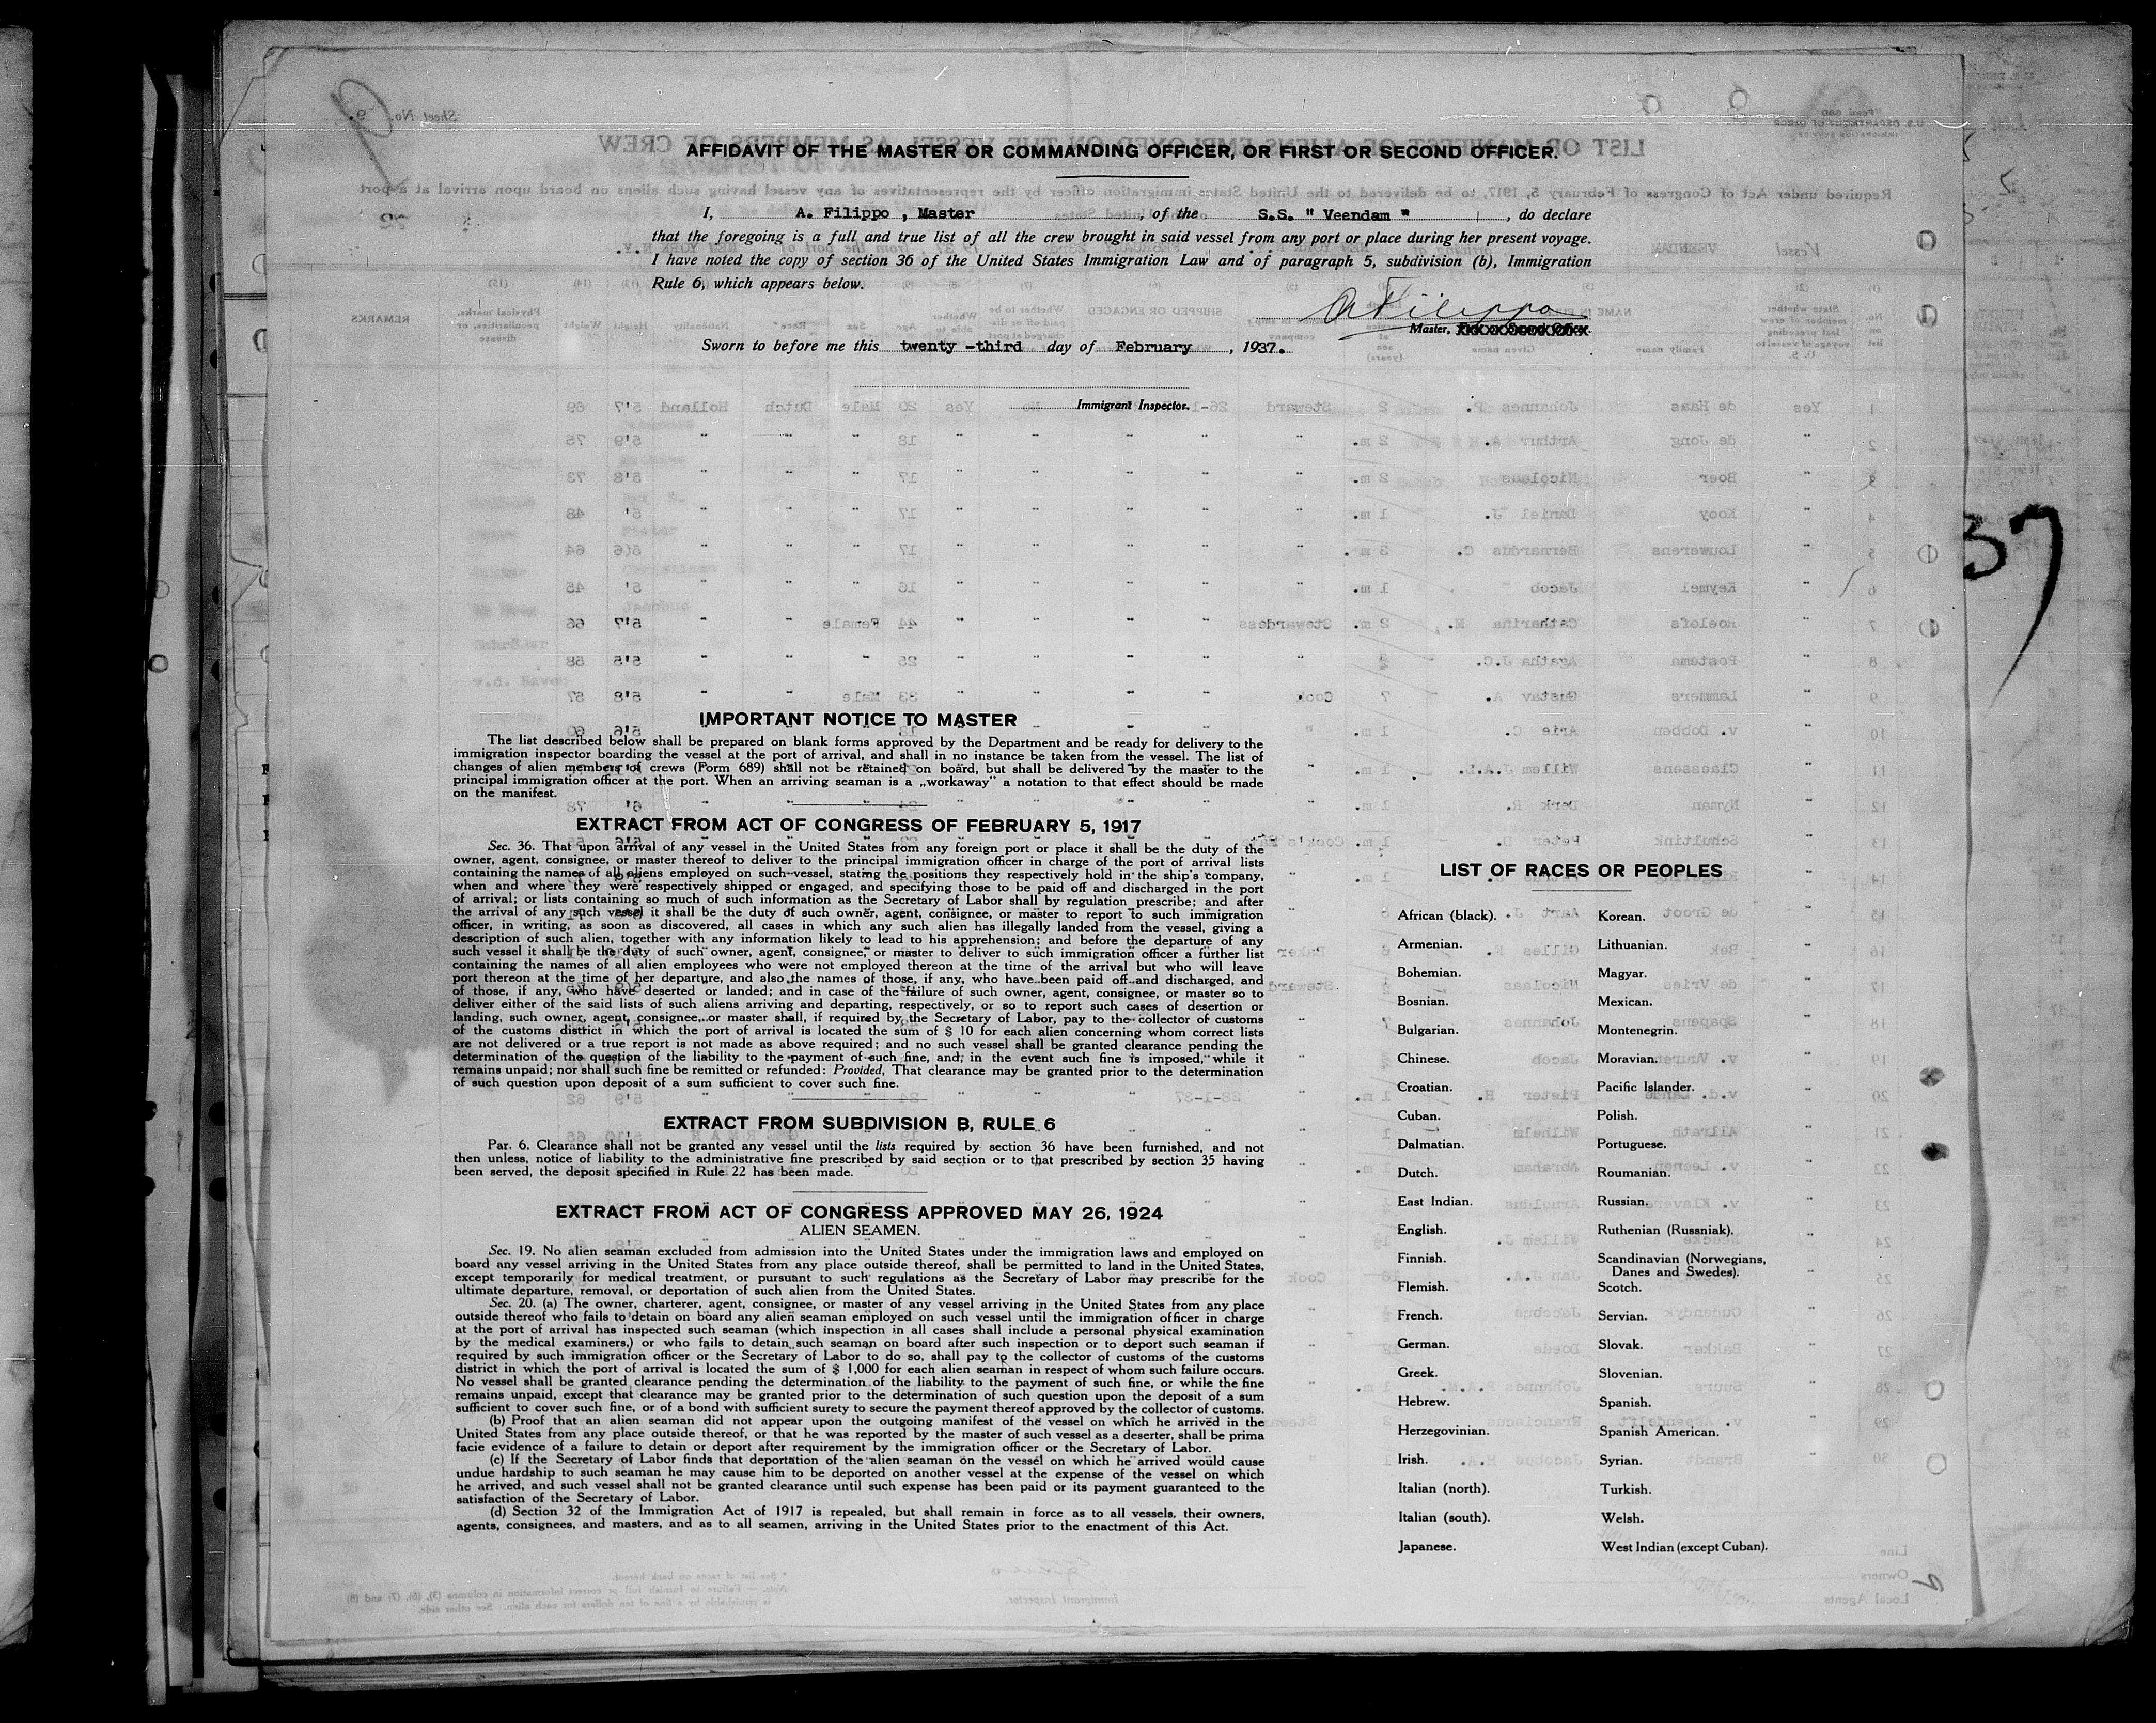 AFFIDAVIT OF THE MASTER OR COMMANDING OFFICER, OR FIRST OR SECOND OFFICER.
I, A. Filippo , Master , of the S.S. " Veendam " , do declare
that the foregoing is a full and true list of all the crew brought in said vessel from any port or place during her present voyage.
I have noted the copy of section 36 of the United States Immigration Law and of paragraph 5, subdivision (b), Immigration
Rule 6, which appears below.
A Filippo
Master,
Sworn to before me this twenty -third day of February , 1937.
Immigrant Inspector.
37
IMPORTANT NOTICE TO MASTER
The list described below shall be prepared on blank forms approved by the Department and be ready for delivery to the
immigration inspector boarding the vessel at the port of arrival, and shall in no instance be taken from the vessel. The list of
changes of alien members of crews (Form 689) shall not be retained on board, but shall be delivered by the master to the
principal immigration officer at the port. When an arriving seaman is a „workaway" a notation to that effect should be made
on the manifest.
EXTRACT FROM ACT OF CONGRESS OF FEBRUARY 5, 1917
Sec. 36. That upon arrival of any vessel in the United States from any foreign port or place it shall be the duty of the
owner, agent, consignee, or master thereof to deliver to the principal immigration officer in charge of the port of arrival lists
containing the names of all aliens employed on such vessel, stating the positions they respectively hold in the ship's company,
when and where they were respectively shipped or engaged, and specifying those to be paid off and discharged in the port
of arrival; or lists containing so much of such information as the Secretary of Labor shall by regulation prescribe; and after
the arrival of any such vessel it shall be the duty of such owner, agent, consignee, or master to report to such immigration
officer, in writing, as soon as discovered, all cases in which any such alien has illegally landed from the vessel, giving a
description of such alien, together with any information likely to lead to his apprehension; and before the departure of any
such vessel it shall be the duty of such owner, agent, consignee, or master to deliver to such immigration officer a further list
containing the names of all alien employees who were not employed thereon at the time of the arrival but who will leave
port thereon at the time of her departure, and also the names of those, if any, who have been paid off and discharged, and
of those, if any, who have deserted or landed; and in case of the failure of such owner, agent, consignee, or master so to
deliver either of the said lists of such aliens arriving and departing, respectively, or so to report such cases of desertion or
landing, such owner, agent, consignee, or master shall, if required by the Secretary of Labor, pay to the collector of customs
of the customs district in which the port of arrival is located the sum of $ 10 for each alien concerning whom correct lists
are not delivered or a true report is not made as above required; and no such vessel shall be granted clearance pending the
determination of the question of the liability to the payment of such fine, and, in the event such fine is imposed, while it
remains unpaid; nor shall such fine be remitted or refunded: Provided, That clearance may be granted prior to the determination
of such question upon deposit of a sum sufficient to cover such fine.
EXTRACT FROM SUBDIVISION B, RULE 6
Par. 6. Clearance shall not be granted any vessel until the lists required by section 36 have been furnished, and not
then unless, notice of liability to the administrative fine prescribed by said section or to that prescribed by section 35 having
been served, the deposit specified in Rule 22 has been made.
EXTRACT FROM ACT OF CONGRESS APPROVED MAY 26, 1924
ALIEN SEAMEN.
Sec. 19. No alien seaman excluded from admission into the United States under the immigration laws and employed on
board any vessel arriving in the United States from any place outside thereof, shall be permitted to land in the United States,
except temporarily for medical treatment, or pursuant to such regulations as the Secretary of Labor may prescribe for the
ultimate departure, removal, or deportation of such alien from the United States.
Sec. 20. (a) The owner, charterer, agent, consignee, or master of any vessel arriving in the United States from any place
outside thereof who fails to detain on board any alien seaman employed on such vessel until the immigration officer in charge
at the port of arrival has inspected such seaman (which inspection in all cases shall include a personal physical examination
by the medical examiners,) or who fails to detain such seaman on board after such inspection or to deport such seaman if
required by such immigration officer or the Secretary of Labor to do so, shall pay to the collector of customs of the customs
district in which the port of arrival is located the sum of $ 1,000 for each alien seaman in respect of whom such failure occurs.
No vessel shall be granted clearance pending the determination of the liability to the payment of such fine, or while the fine
remains unpaid, except that clearance may be granted prior to the determination of such question upon the deposit of a sum
sufficient to cover such fine, or of a bond with sufficient surety to secure the payment thereof approved by the collector of customs.
(b) Proof that an alien seaman did not appear upon the outgoing manifest of the vessel on which he arrived in the
United States from any place outside thereof, or that he was reported by the master of such vessel as a deserter, shall be prima
facie evidence of a failure to detain or deport after requirement by the immigration officer or the Secretary of Labor.
(c) If the Secretary of Labor finds that deportation of the alien seaman on the vessel on which he arrived would cause
undue hardship to such seaman he may cause him to be deported on another vessel at the expense of the vessel on which
he arrived, and such vessel shall not be granted clearance until such expense has been paid or its payment guaranteed to the
satisfaction of the Secretary of Labor.
(d) Section 32 of the Immigration Act of 1917 is repealed, but shall remain in force as to all vessels, their owners,
agents, consignees, and masters, and as to all seamen, arriving in the United States prior to the enactment of this Act.
LIST OF RACES OR PEOPLES
African (black).
Armenian.
Bohemian.
Bosnian.
Bulgarian.
Chinese.
Croatian.
Cuban.
Dalmatian.
Dutch.
East Indian.
English.
Finnish.
Flemish.
French.
German.
Greek.
Hebrew.
Herzegovinian.
Irish.
Italian (north).
Italian (south).
Japanese.
Korean.
Lithuanian.
Magyar.
Mexican.
Montenegrin.
Moravian.
Pacific Islander.
Polish.
Portuguese.
Roumanian.
Russian.
Ruthenian (Russniak).
Scandinavian (Norwegians,
Danes and Swedes).
Scotch.
Servian.
Slovak.
Slovenian.
Spanish.
Spanish American.
Syrian.
Turkish.
Welsh.
West Indian (except Cuban).